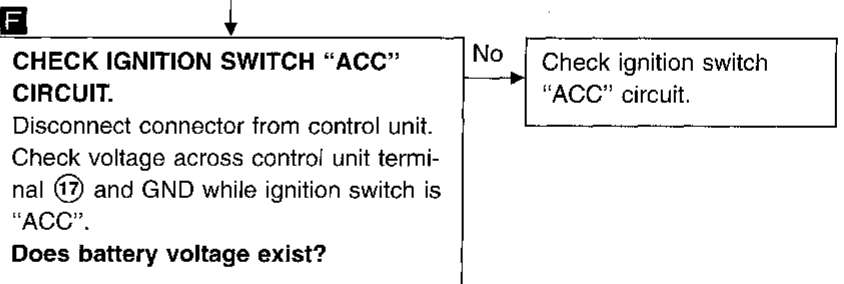 F
CHECK IGNITION SWITCH “ACC”
CIRCUIT.
Disconnect connector from control unit.
Check voltage across control unit termi-
nal ⑰ and GND while ignition switch is
“ACC”.
Does battery voltage exist?
No
Check ignition switch
“ACC” circuit.